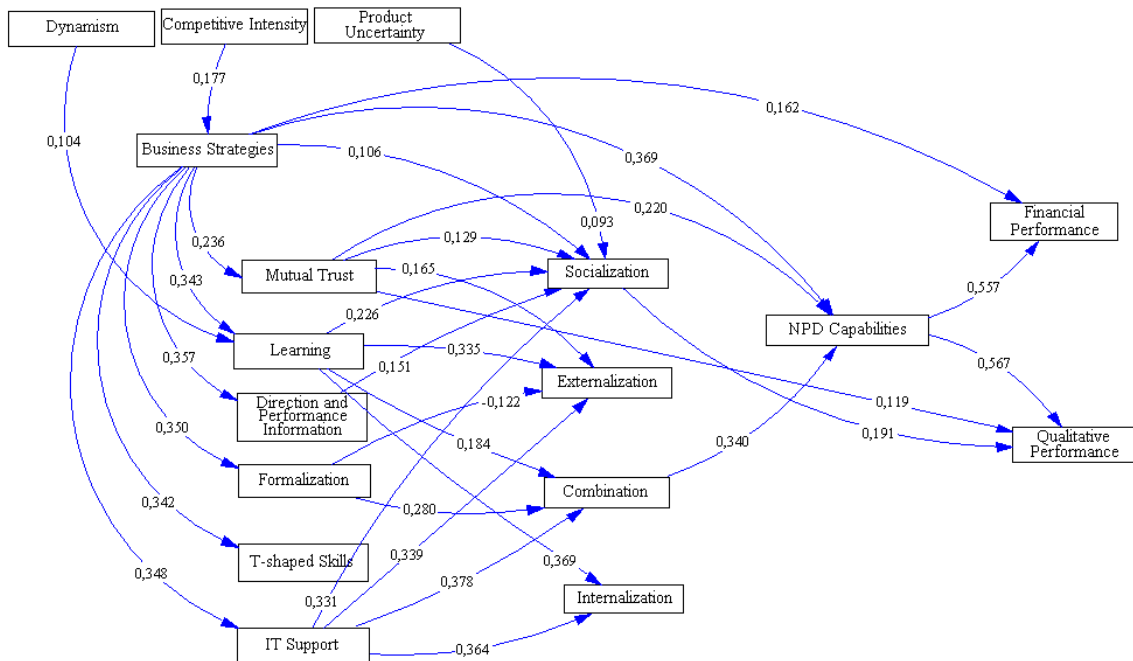 Dynamism
Competitive Intensity
Product
Uncertainty
0,177
0,162
0,104
Business Strategies
0,106
0,369
0,220
0,093
Financial
Performance
0,236
0,129
Mutual Trust
0,165
Socialization
0,343
0,226
0,557
NPD Capabilities
Learning
0,335
0,357
0,151
0,567
Externalization
Direction and
Performance
Information
-0,122
0,119
0,350
0,184
0,340
0,191
Qualitative
Performance
Formalization
Combination
0,342
0,280
0,339
0,369
T-shaped Skills
0,348
0,378
0,331
Internalization
IT Support
0,364